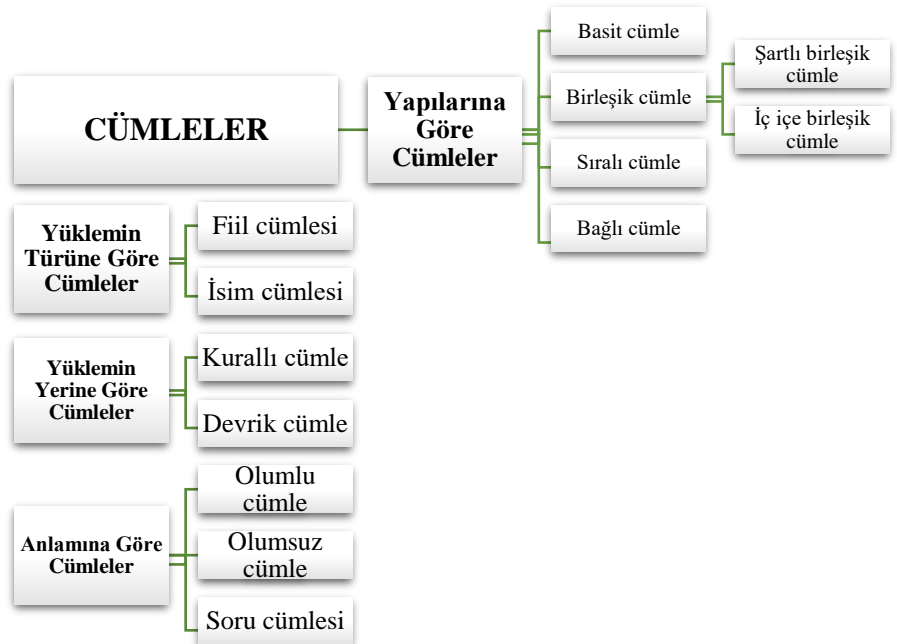 CÜMLELER
Yapılarına
Göre
Cümleler
Basit cümle
Birleşik cümle
Şartlı birleşik
cümle
İç içe birleşik
cümle
Sıralı cümle
Bağlı cümle
Yüklemin
Türüne Göre
Cümleler
Fiil cümlesi
İsim cümlesi
Yüklemin
Yerine Göre
Cümleler
Kurallı cümle
Devrik cümle
Anlamına Göre
Cümleler
Olumlu
cümle
Olumsuz
cümle
Soru cümlesi